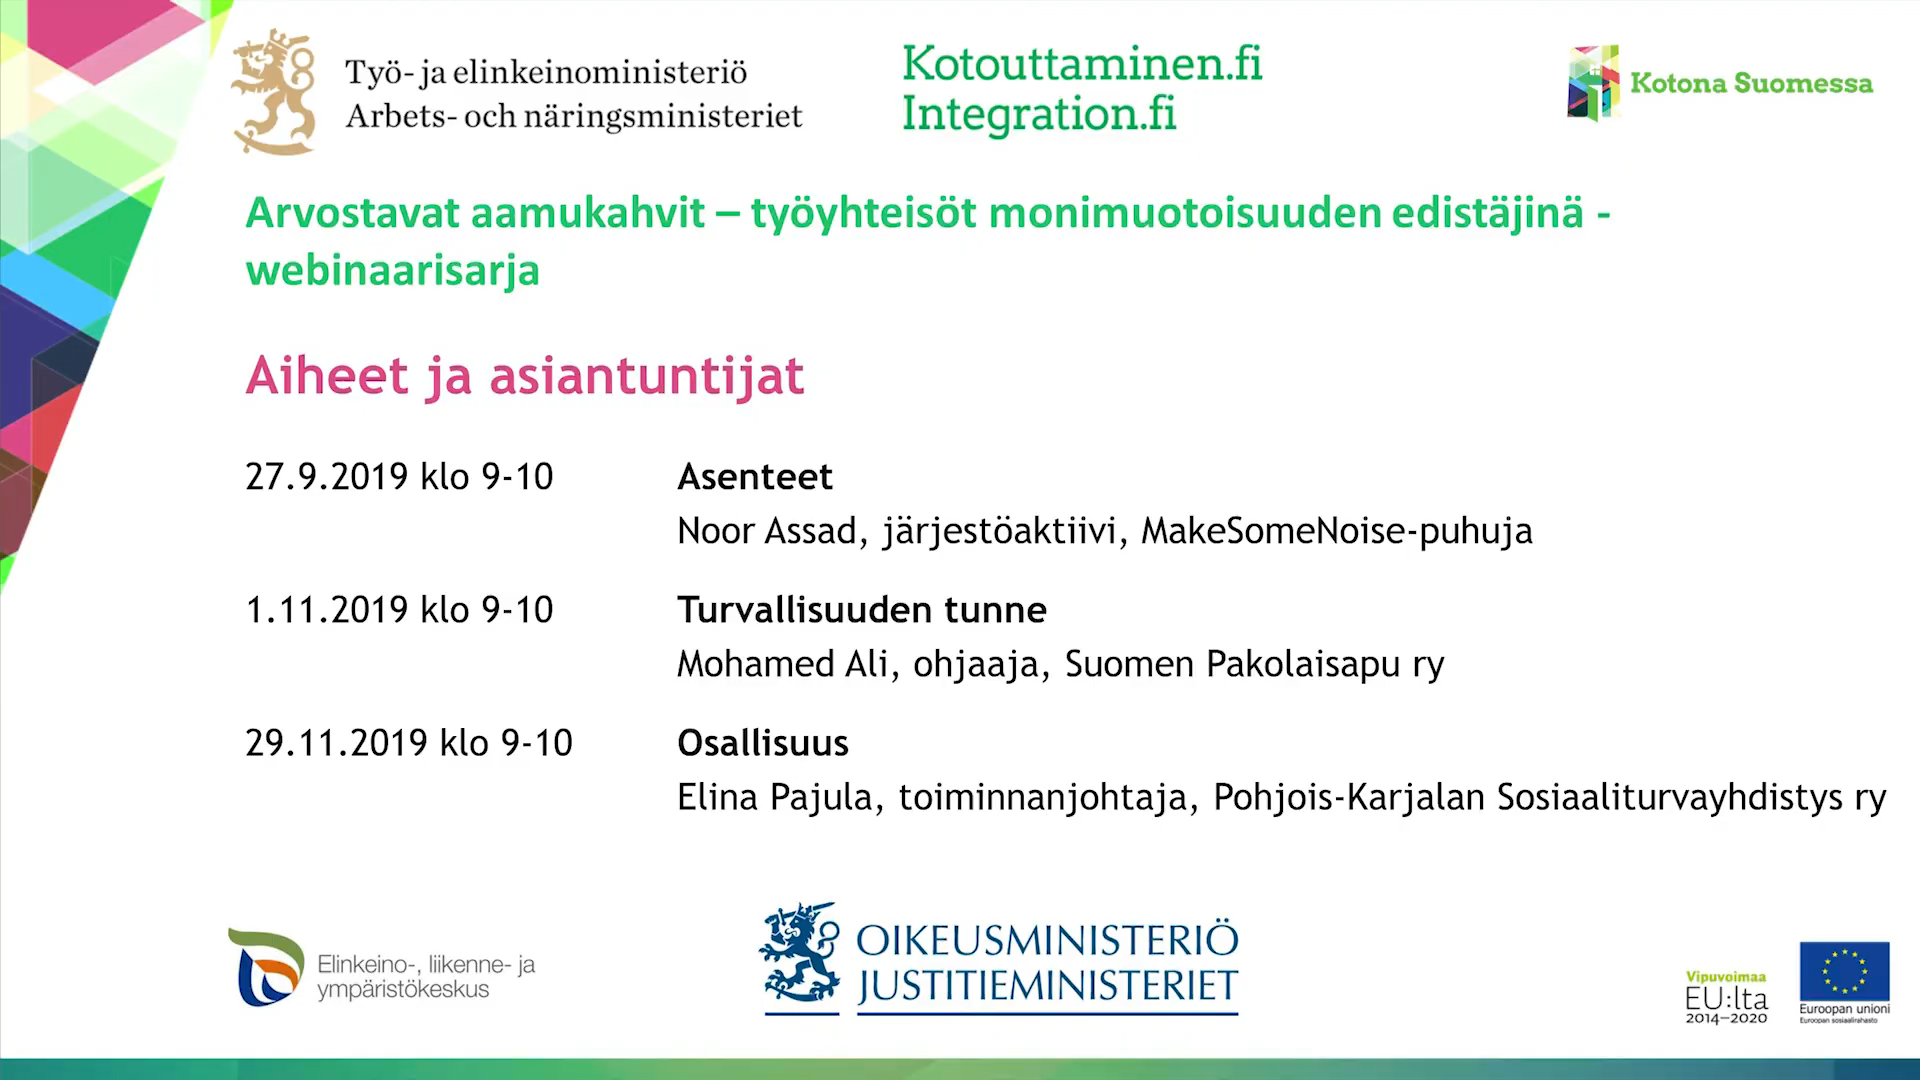 Työ- ja elinkeinoministeriö
Arbets- och näringsministeriet
Kotouttaminen.fi
Integration.fi
Kotona Suomessa
Arvostavat aamukahvit – työyhteisöt monimuotoisuuden edistäjinä -
webinaarisarja
Aiheet ja asiantuntijat
27.9.2019 klo 9-10 Asenteet
Noor Assad, järjestöaktiivi, MakeSomeNoise-puhuja
1.11.2019 klo 9-10 Turvallisuuden tunne
Mohamed Ali, ohjaaja, Suomen Pakolaisapu ry
29.11.2019 klo 9-10 Osallisuus
Elina Pajula, toiminnanjohtaja, Pohjois-Karjalan Sosiaaliturvayhdistys ry
Elinkeino-, liikenne- ja
ympäristökeskus
OIKEUSMINISTERIÖ
JUSTITIEMINISTERIET
Vipuvoimaa
EU:lta
2014–2020
Euroopan unioni
Euroopan sosiaalirahasto